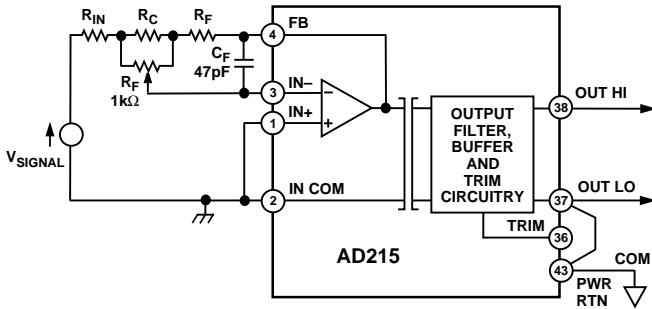 RIN
RC
RF
RF
1kΩ
CF
47pF
VSIGNAL
4
FB
3
IN–
1
IN+
2
IN COM
–
+
OUTPUT
FILTER,
BUFFER
AND
TRIM
CIRCUITRY
AD215
38
OUT HI
37
OUT LO
TRIM
36
43
PWR
RTN
COM